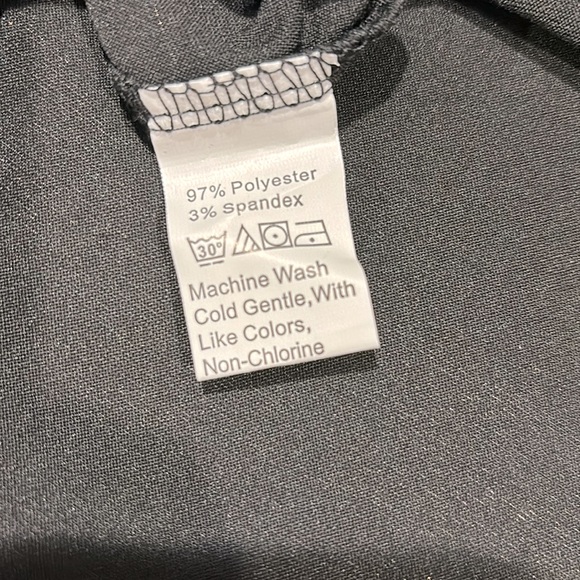 97% Polyester
3% Spandex
30°
Machine Wash
Cold Gentle,With
Like Colors,
Non-Chlorine